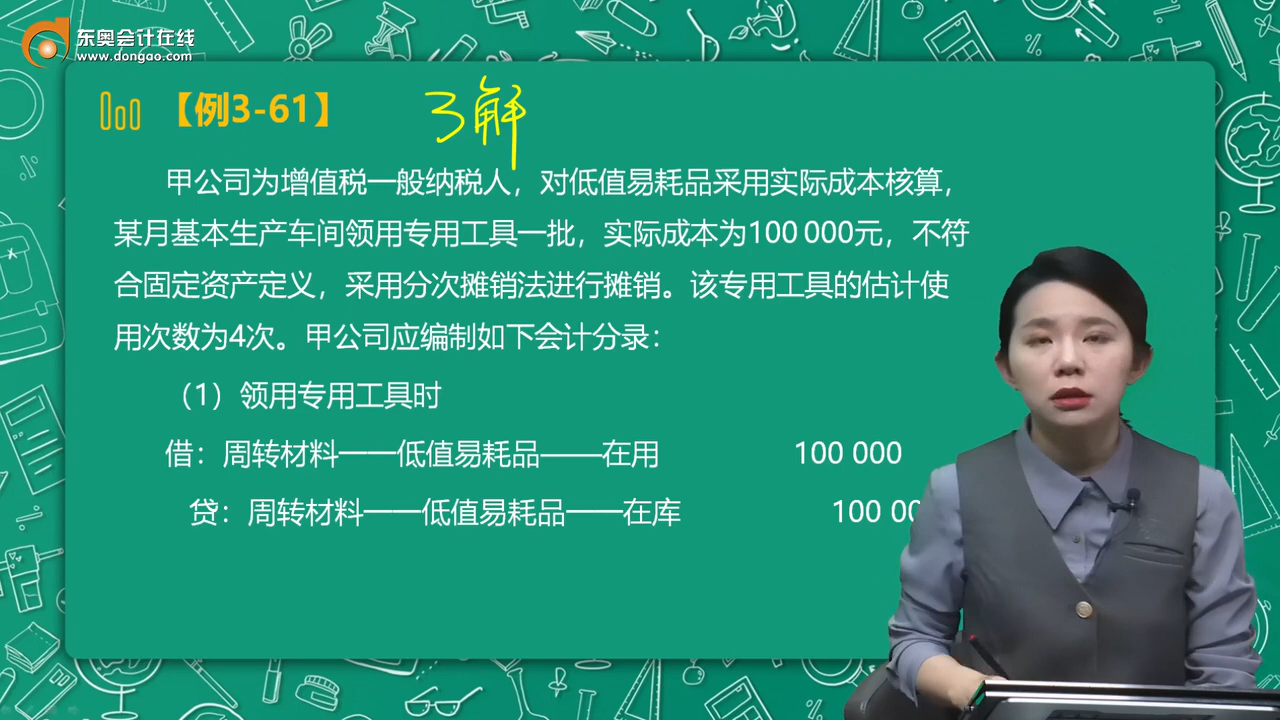 东奥会计在线
www.dongao.com
【例3-61】
了解
甲公司为增值税一般纳税人，对低值易耗品采用实际成本核算，
某月基本生产车间领用专用工具一批，实际成本为100 000元，不符
合固定资产定义，采用分次摊销法进行摊销。该专用工具的估计使
用次数为4次。甲公司应编制如下会计分录：
（1）领用专用工具时
借：周转材料——低值易耗品——在用 100 000
贷：周转材料——低值易耗品——在库 100 00